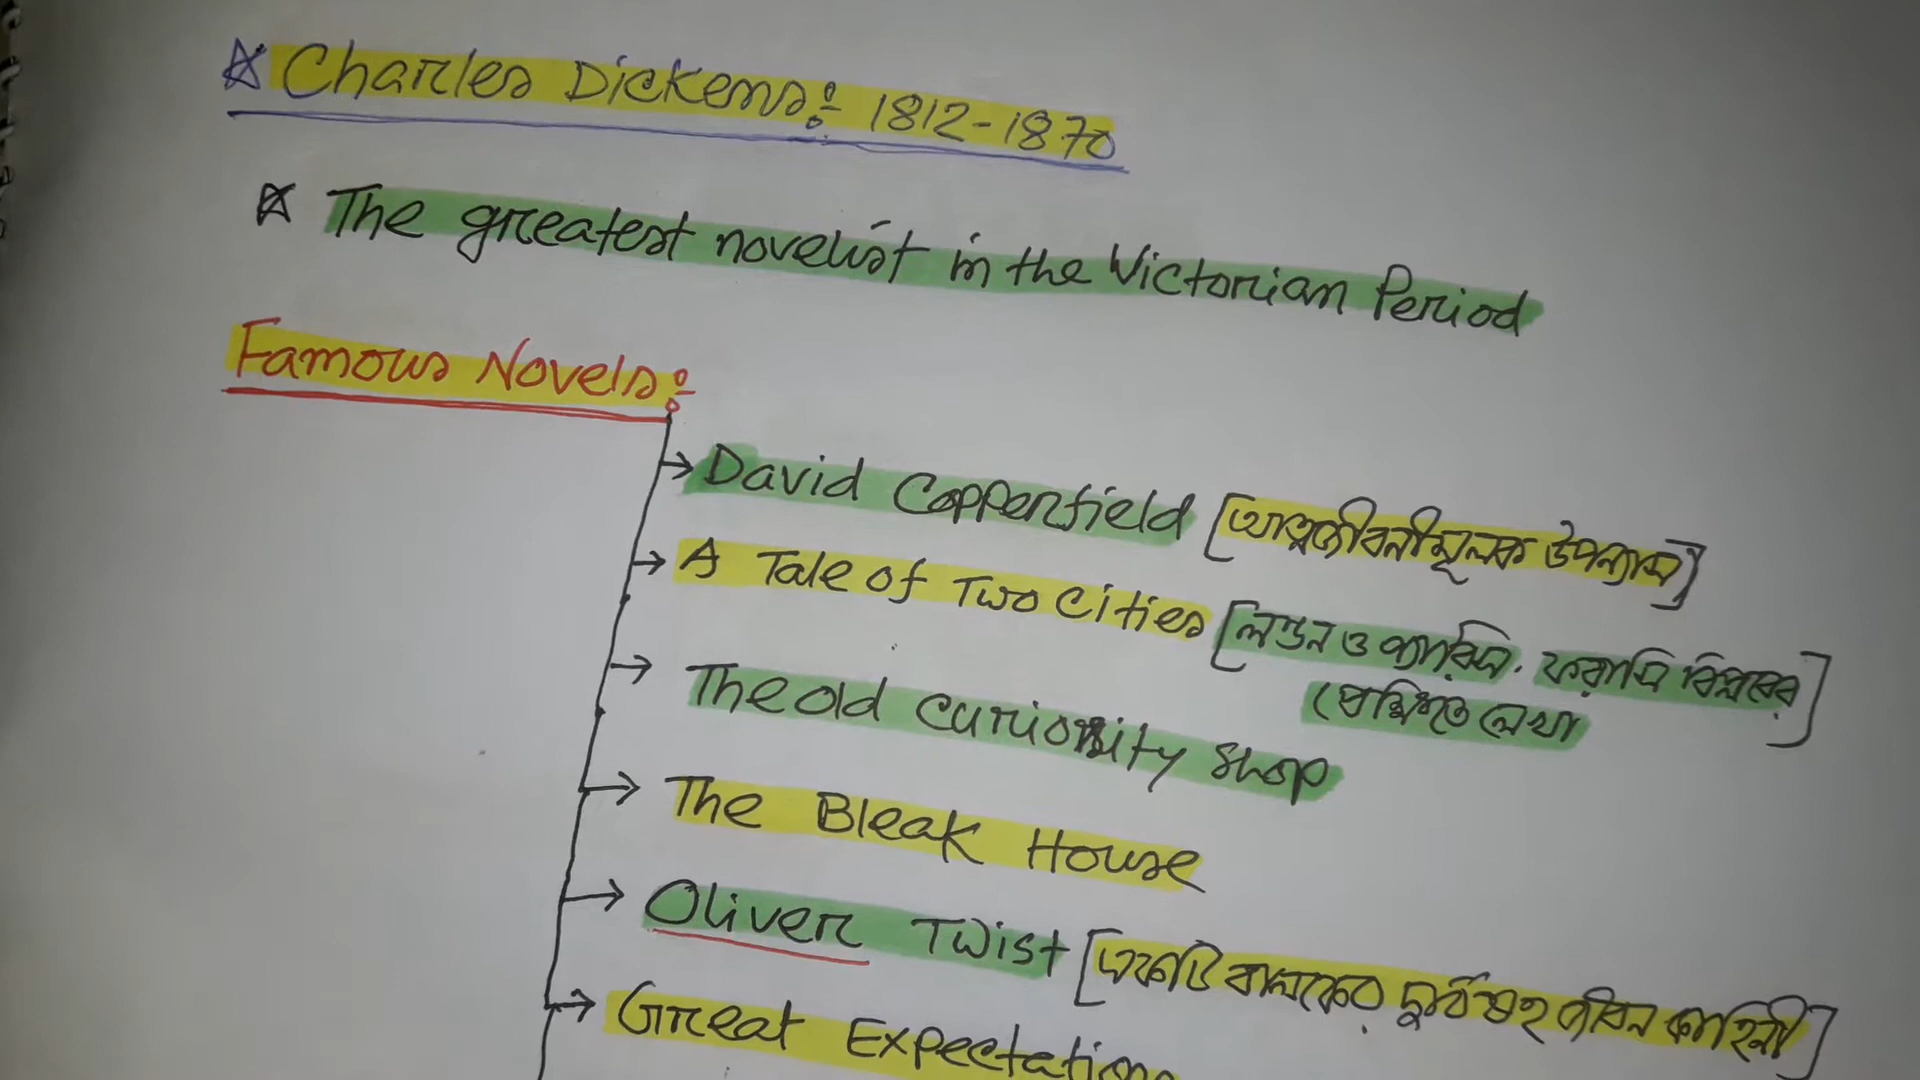 Charles Dickens: 1812-1870
The greatest novelist in the Victorian Period
Famous Novels:
David Copperfield [আত্মজীবনীমূলক উপন্যাস]
A Tale of Two Cities [লন্ডন ও প্যারিস. ফরাসি বিপ্লবের
প্রেক্ষিতে লেখা]
The old Curiosity Shop
The Bleak House
Oliver Twist [একটি বালকের দুর্বিষহ জীবন কাহিনী]
Great Expectations